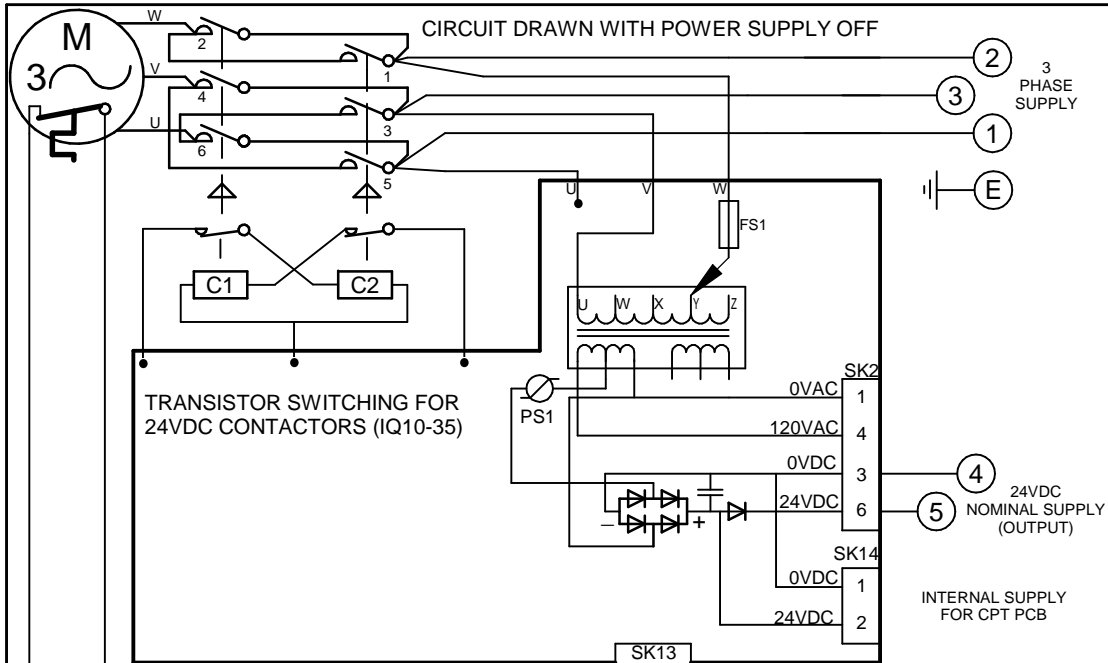 CIRCUIT DRAWN WITH POWER SUPPLY OFF
M
3
W
V
U
2
4
6
1
3
5
2
3
1
E
3
PHASE
SUPPLY
U
V
W
FS1
C1
C2
U
W
X
Y
Z
TRANSISTOR SWITCHING FOR
24VDC CONTACTORS (IQ10-35)
PS1
SK2
0VAC
1
120VAC
4
0VDC
3
24VDC
6
4
5
24VDC
NOMINAL SUPPLY
(OUTPUT)
− +
SK14
0VDC
1
24VDC
2
INTERNAL SUPPLY
FOR CPT PCB
SK13